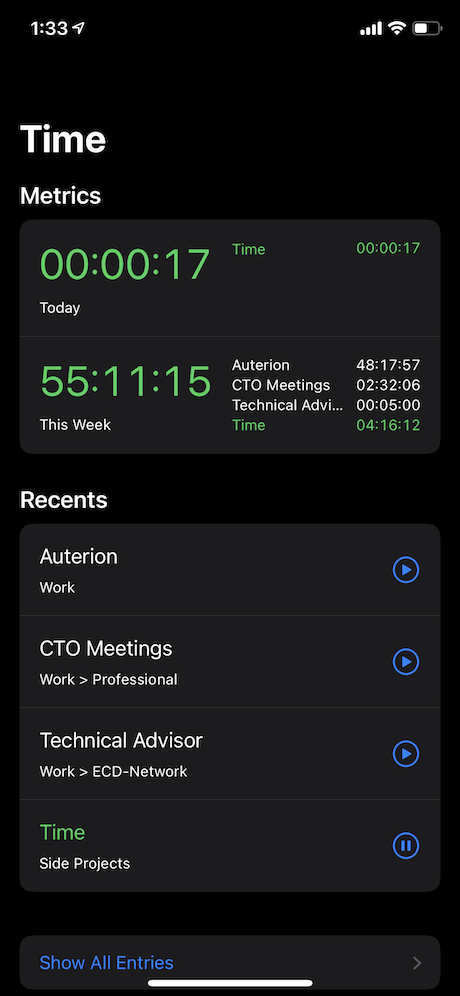 1:33
Time
Metrics
00:00:17
Today
Time 00:00:17
55:11:15
This Week
Auterion 48:17:57
CTO Meetings 02:32:06
Technical Advi... 00:05:00
Time 04:16:12
Recents
Auterion
Work
CTO Meetings
Work > Professional
Technical Advisor
Work > ECD-Network
Time
Side Projects
Show All Entries